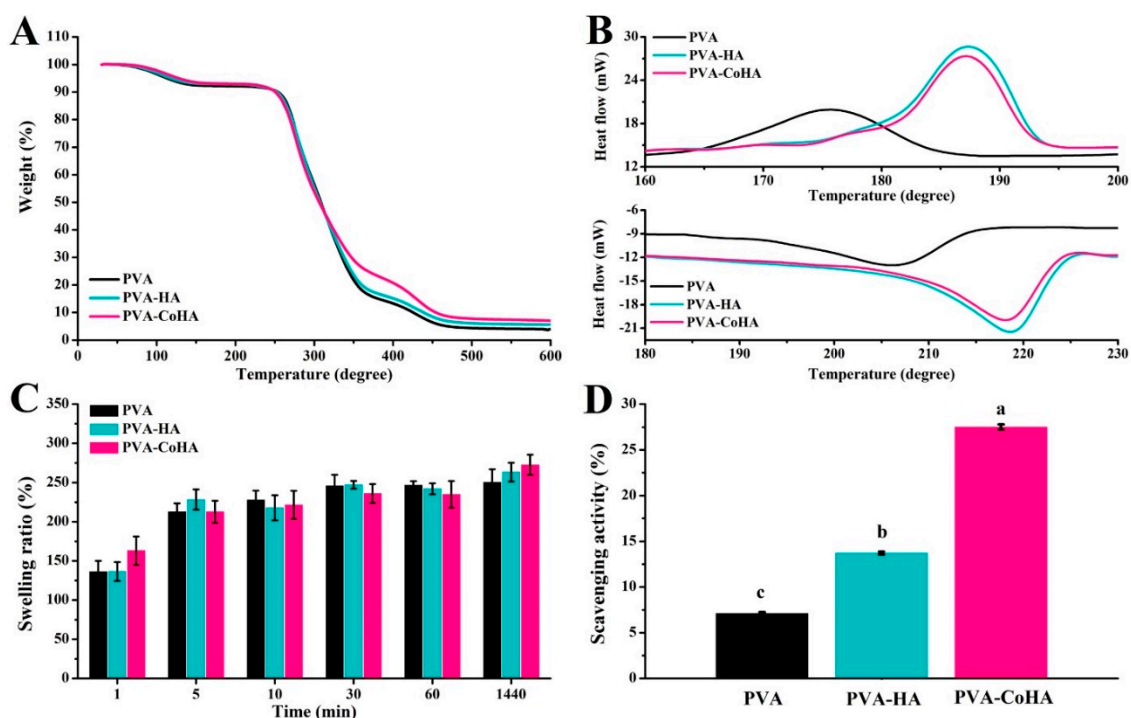 A
110
100
90
80
70
60
50
40
30
20
10
0
Weight (%)
PVA
PVA-HA
PVA-CoHA
0 100 200 300 400 500 600
Temperature (degree)
B
36
30
24
18
12
Heat flow (mW)
PVA
PVA-HA
PVA-CoHA
160 170 180 190 200
Temperature (degree)
-6
-9
-12
-15
-18
-21
Heat flow (mW)
PVA
PVA-HA
PVA-CoHA
180 190 200 210 220 230
Temperature (degree)
C
350
300
250
200
150
100
50
0
Swelling ratio (%)
PVA
PVA-HA
PVA-CoHA
1 5 10 30 60 1440
Time (min)
D
30
25
20
15
10
5
0
Scavenging activity (%)
c
b
a
PVA PVA-HA PVA-CoHA